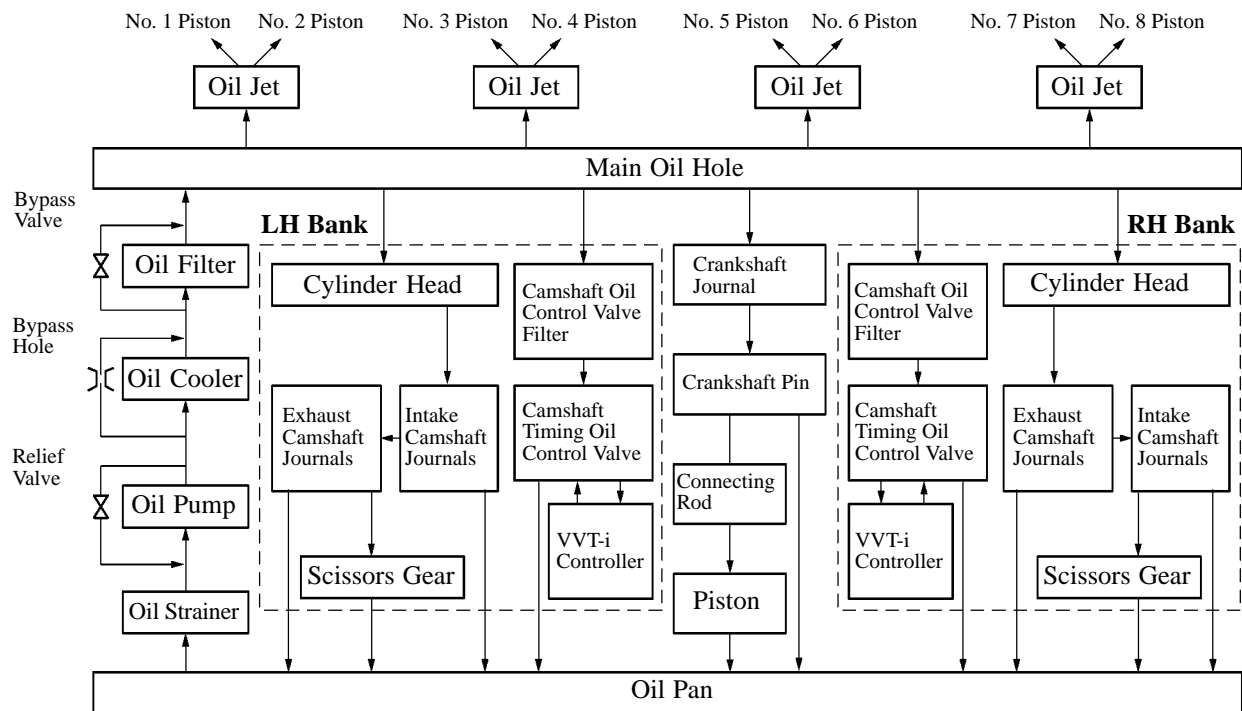 No. 1 Piston No. 2 Piston No. 3 Piston No. 4 Piston No. 5 Piston No. 6 Piston No. 7 Piston No. 8 Piston
Oil Jet Oil Jet Oil Jet Oil Jet
Main Oil Hole
Bypass
Valve
LH Bank
RH Bank
Oil Filter
Cylinder Head
Camshaft Oil
Control Valve
Filter
Crankshaft
Journal
Camshaft Oil
Control Valve
Filter
Cylinder Head
Bypass
Hole
Oil Cooler
Exhaust
Camshaft
Journals
Intake
Camshaft
Journals
Camshaft
Timing Oil
Control Valve
Crankshaft Pin
Camshaft
Timing Oil
Control Valve
Exhaust
Camshaft
Journals
Intake
Camshaft
Journals
Relief
Valve
Oil Pump
Connecting
Rod
VVT-i
Controller
VVT-i
Controller
Scissors Gear
Piston
Scissors Gear
Oil Strainer
Oil Pan